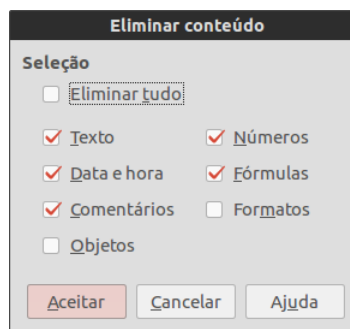 Eliminar conteúdo
Seleção
Eliminar tudo
Texto Números
Data e hora Fórmulas
Comentários Formatos
Objetos
Aceitar Cancelar Ajuda